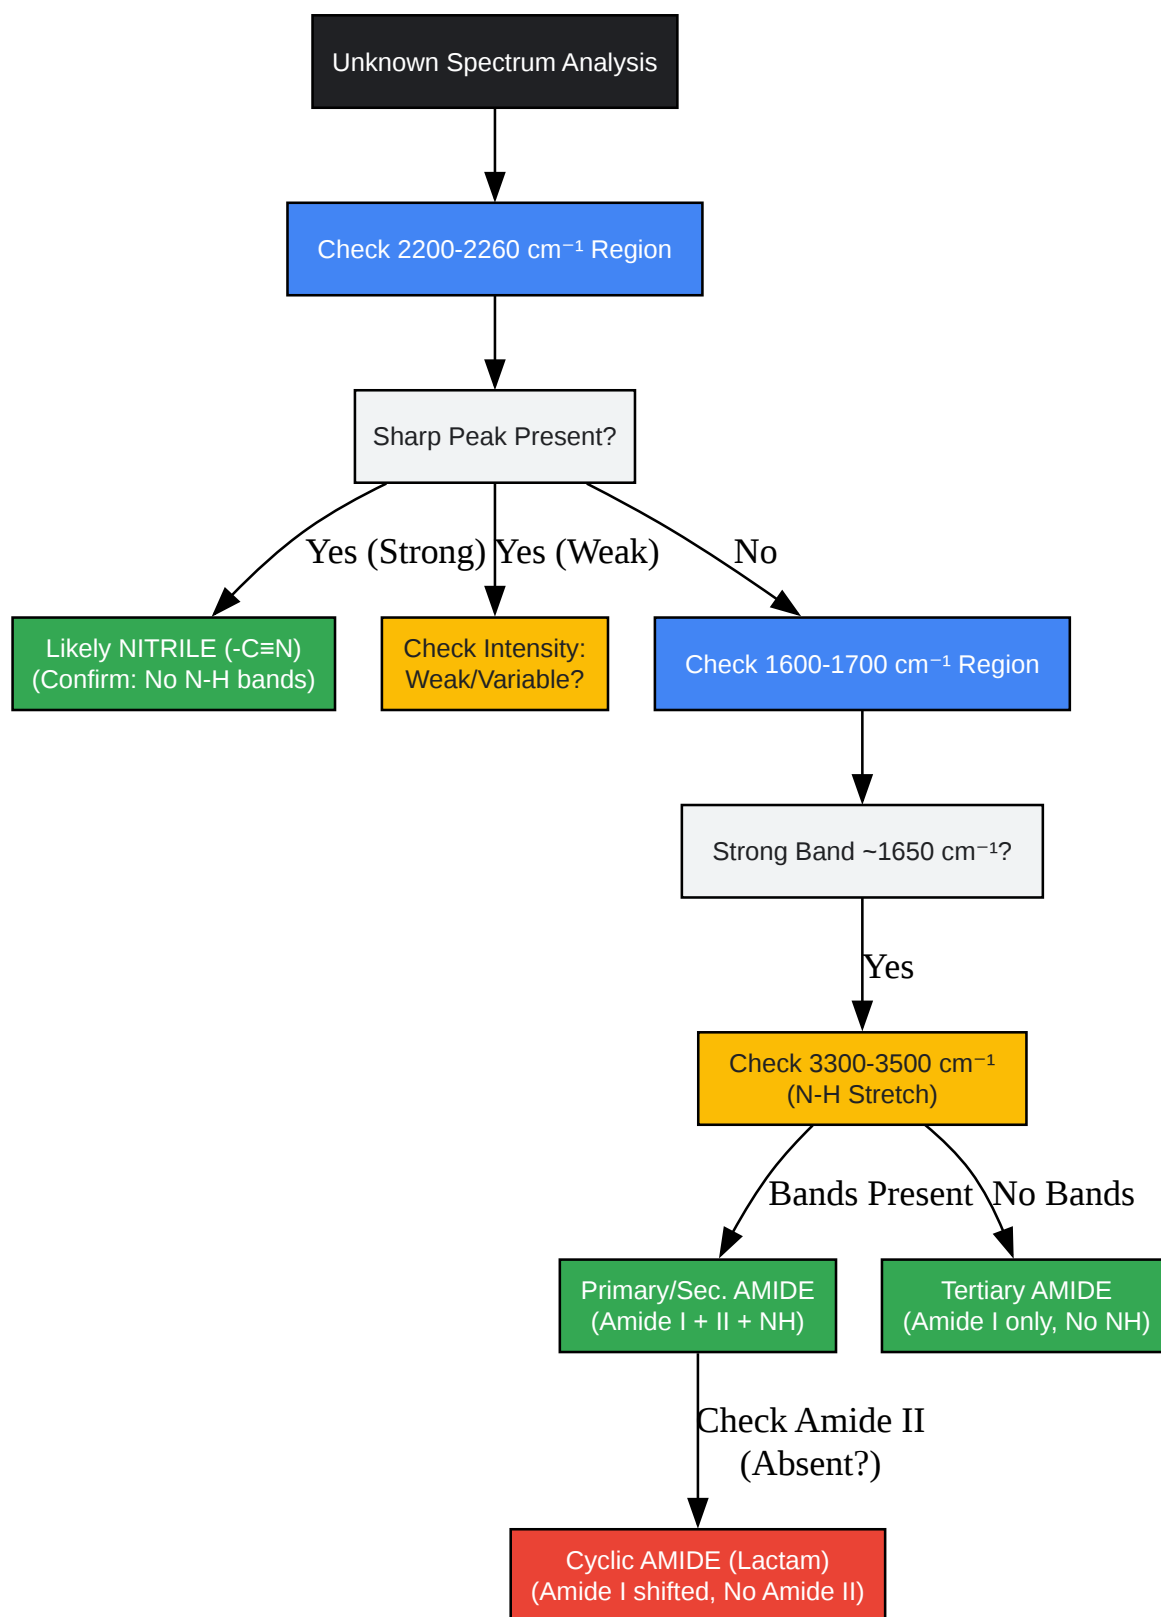 Unknown Spectrum Analysis
Check 2200-2260 cm⁻¹ Region
Sharp Peak Present?
Yes (Strong)
Yes (Weak)
No
Likely NITRILE (-C≡N)
(Confirm: No N-H bands)
Check Intensity:
Weak/Variable?
Check 1600-1700 cm⁻¹ Region
Strong Band ~1650 cm⁻¹?
Yes
Check 3300-3500 cm⁻¹
(N-H Stretch)
Bands Present
No Bands
Primary/Sec. AMIDE
(Amide I + II + NH)
Tertiary AMIDE
(Amide I only, No NH)
Check Amide II
(Absent?)
Cyclic AMIDE (Lactam)
(Amide I shifted, No Amide II)